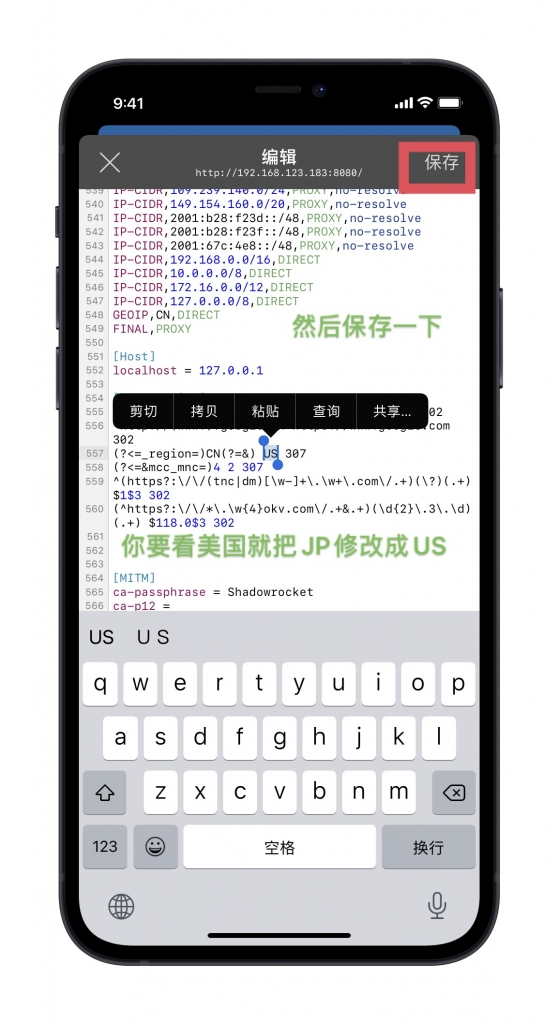 9:41
编辑
保存
http://192.168.123.183:8080/
539 IP-CIDR,109.239.140.0/24,PROXY,no-resolve
540 IP-CIDR,149.154.160.0/20,PROXY,no-resolve
541 IP-CIDR,2001:b28:f23d::/48,PROXY,no-resolve
542 IP-CIDR,2001:b28:f23f::/48,PROXY,no-resolve
543 IP-CIDR,2001:67c:4e8::/48,PROXY,no-resolve
544 IP-CIDR,192.168.0.0/16,DIRECT
545 IP-CIDR,10.0.0.0/8,DIRECT
546 IP-CIDR,172.16.0.0/12,DIRECT
547 IP-CIDR,127.0.0.0/8,DIRECT
548 GEOIP,CN,DIRECT
549 FINAL,PROXY
然后保存一下
550
551 [Host]
552 localhost = 127.0.0.1
553
554
剪切 拷贝 粘贴 查询 共享...
555 302
556 com
302
557 (?<=_region=)CN(?=&) US 307
558 (?<=&mcc_mnc=)4 2 307
559 ^(https?:\/\/(tnc|dm)[\w-]+\.\w+\.com\/.+)(\?)(.+)
$1$3 302
560 (^https?:\/\/*\.\w{4}okv.com\/.+&.+)(\d{2}\.3\.\d)
(.+) $118.0$3 302
561
562 你要看美国就把 JP 修改成 US
563
564 [MITM]
565 ca-passphrase = Shadowrocket
566 ca-p12 =
US U S
q w e r t y u i o p
a s d f g h j k l
z x c v b n m
123 空格 换行